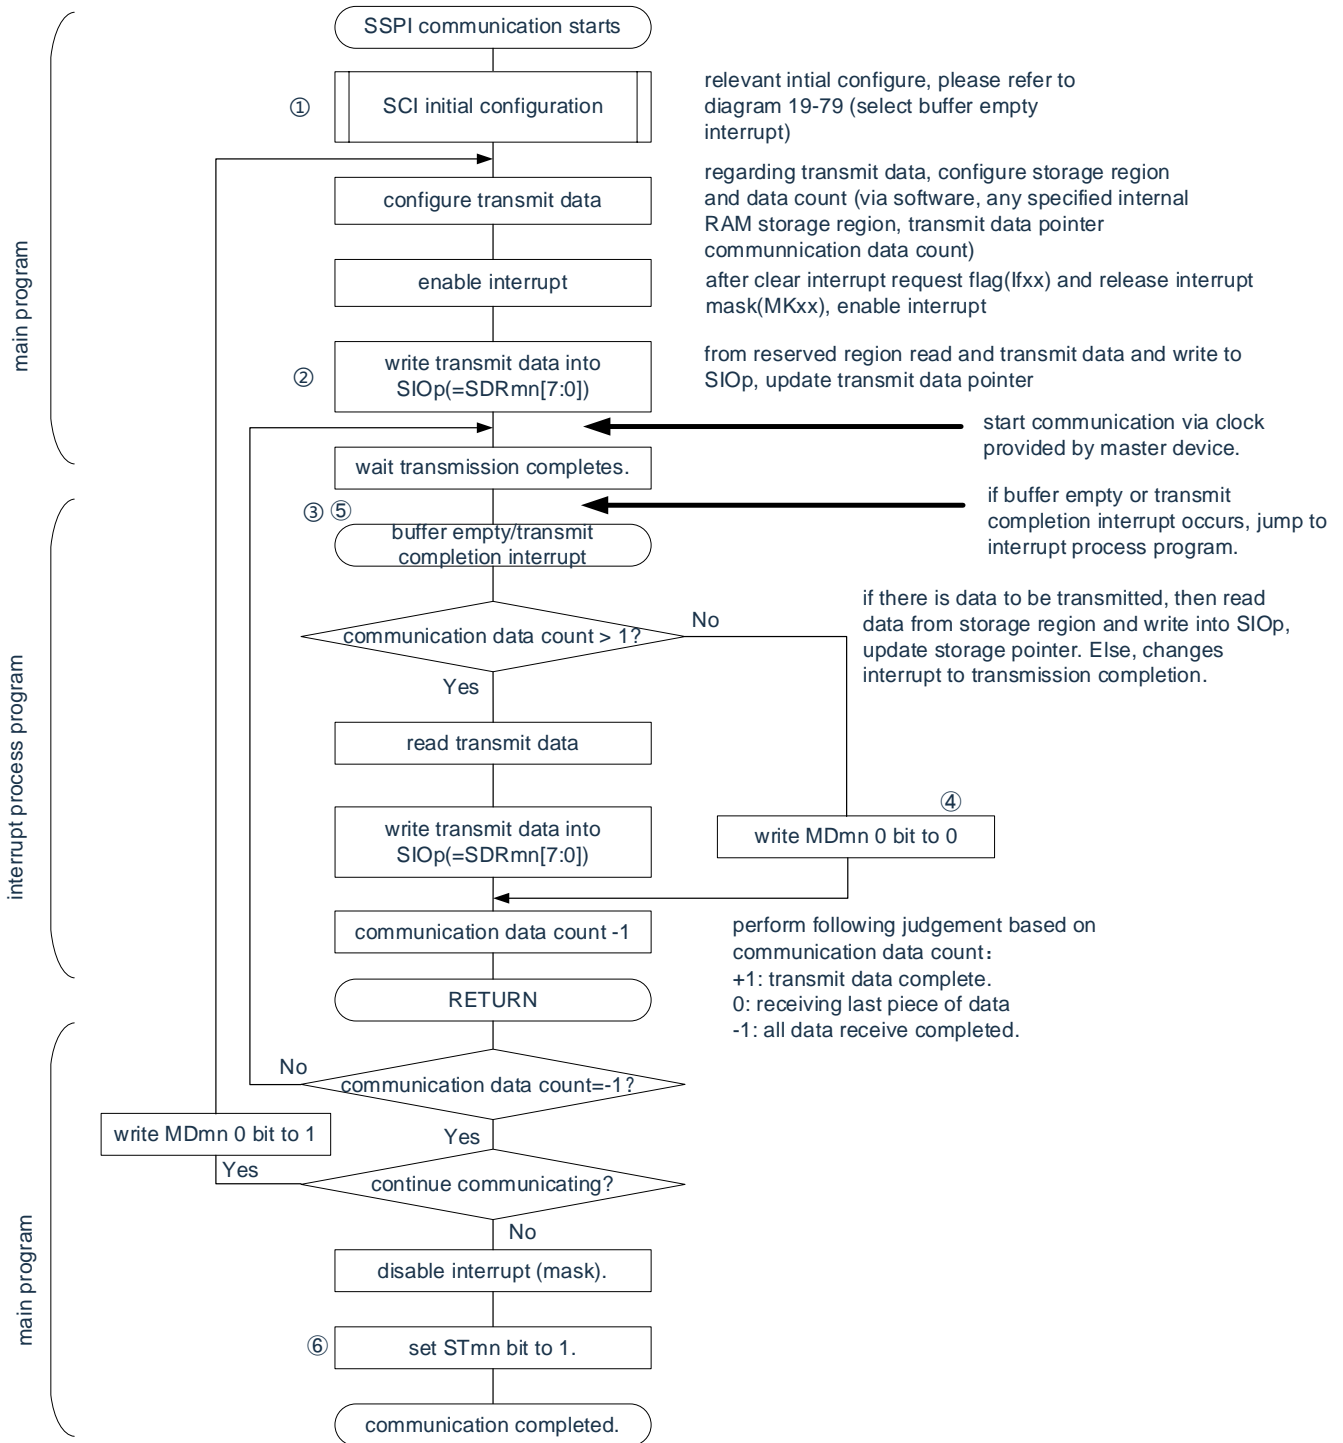 SSPI communication starts
①
SCI initial configuration
relevant intial configure, please refer to
diagram 19-79 (select buffer empty
interrupt)
configure transmit data
regarding transmit data, configure storage region
and data count (via software, any specified internal
RAM storage region, transmit data pointer
communnication data count)
main program
enable interrupt
after clear interrupt request flag(Ifxx) and release interrupt
mask(MKxx), enable interrupt
②
write transmit data into
SIOp(=SDRmn[7:0])
from reserved region read and transmit data and write to
SIOp, update transmit data pointer
start communication via clock
provided by master device.
wait transmission completes.
③ ⑤
buffer empty/transmit
completion interrupt
if buffer empty or transmit
completion interrupt occurs, jump to
interrupt process program.
communication data count > 1?
No
Yes
if there is data to be transmitted, then read
data from storage region and write into SIOp,
update storage pointer. Else, changes
interrupt to transmission completion.
interrupt process program
read transmit data
write transmit data into
SIOp(=SDRmn[7:0])
④
write MDmn 0 bit to 0
communication data count -1
perform following judgement based on
communication data count：
+1: transmit data complete.
0: receiving last piece of data
-1: all data receive completed.
RETURN
No
communication data count=-1?
write MDmn 0 bit to 1
Yes
Yes
continue communicating?
No
main program
disable interrupt (mask).
⑥
set STmn bit to 1.
communication completed.